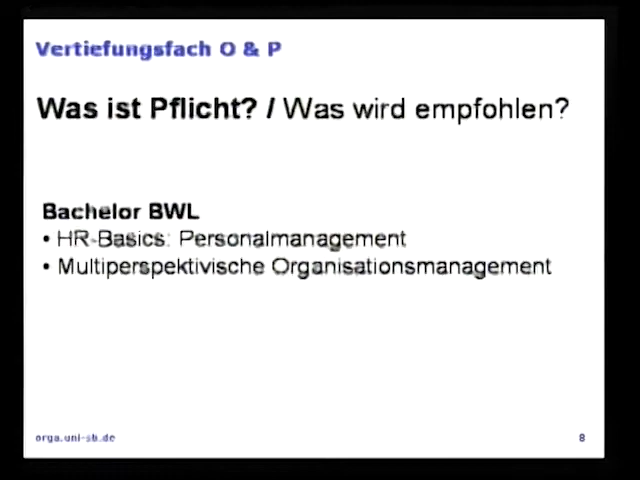 Vertiefungsfach O & P
Was ist Pflicht? / Was wird empfohlen?
Bachelor BWL
• HR-Basics: Personalmanagement
• Multiperspektivische Organisationsmanagement
orga.uni-sb.de
8